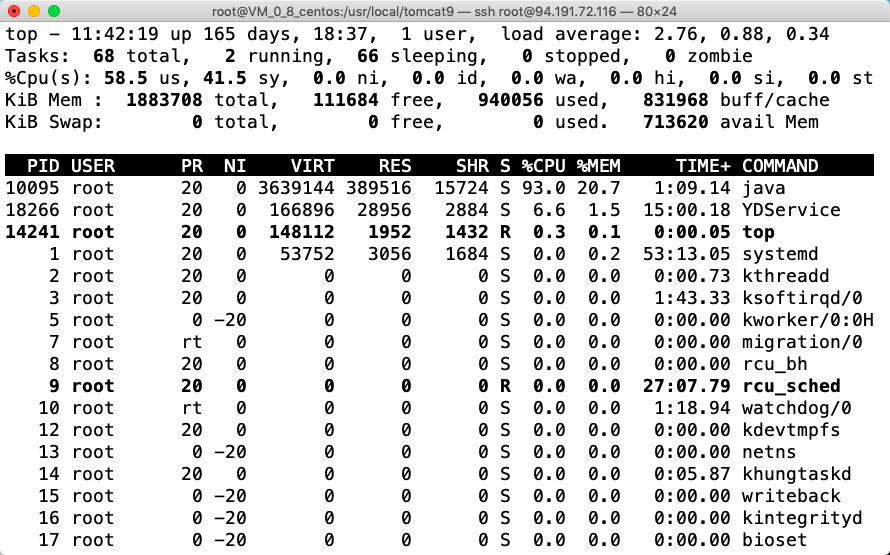 root@VM_0_8_centos:/usr/local/tomcat9 — ssh root@94.191.72.116 — 80×24
top - 11:42:19 up 165 days, 18:37,  1 user,  load average: 2.76, 0.88, 0.34
Tasks:  68 total,   2 running,  66 sleeping,   0 stopped,   0 zombie
%Cpu(s): 58.5 us, 41.5 sy,  0.0 ni,  0.0 id,  0.0 wa,  0.0 hi,  0.0 si,  0.0 st
KiB Mem :  1883708 total,   111684 free,   940056 used,   831968 buff/cache
KiB Swap:        0 total,        0 free,        0 used.   713620 avail Mem
  PID USER      PR  NI    VIRT    RES    SHR S %CPU %MEM     TIME+ COMMAND
10095 root      20   0 3639144 389516  15724 S 93.0 20.7   1:09.14 java
18266 root      20   0  166896  28956   2884 S  6.6  1.5  15:00.18 YDService
14241 root      20   0  148112   1952   1432 R  0.3  0.1   0:00.05 top
    1 root      20   0   53752   3056   1684 S  0.0  0.2  53:13.05 systemd
    2 root      20   0       0      0      0 S  0.0  0.0   0:00.73 kthreadd
    3 root      20   0       0      0      0 S  0.0  0.0   1:43.33 ksoftirqd/0
    5 root       0 -20       0      0      0 S  0.0  0.0   0:00.00 kworker/0:0H
    7 root      rt   0       0      0      0 S  0.0  0.0   0:00.00 migration/0
    8 root      20   0       0      0      0 S  0.0  0.0   0:00.00 rcu_bh
    9 root      20   0       0      0      0 R  0.0  0.0  27:07.79 rcu_sched
   10 root      rt   0       0      0      0 S  0.0  0.0   1:18.94 watchdog/0
   12 root      20   0       0      0      0 S  0.0  0.0   0:00.00 kdevtmpfs
   13 root       0 -20       0      0      0 S  0.0  0.0   0:00.00 netns
   14 root      20   0       0      0      0 S  0.0  0.0   0:05.87 khungtaskd
   15 root       0 -20       0      0      0 S  0.0  0.0   0:00.00 writeback
   16 root       0 -20       0      0      0 S  0.0  0.0   0:00.00 kintegrityd
   17 root       0 -20       0      0      0 S  0.0  0.0   0:00.00 bioset